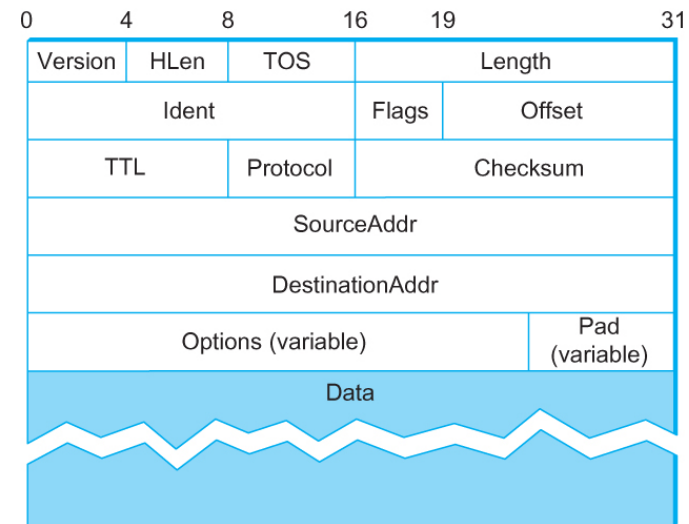 0 4 8 16 19 31
Version HLen TOS Length
Ident Flags Offset
TTL Protocol Checksum
SourceAddr
DestinationAddr
Options (variable) Pad
(variable)
Data